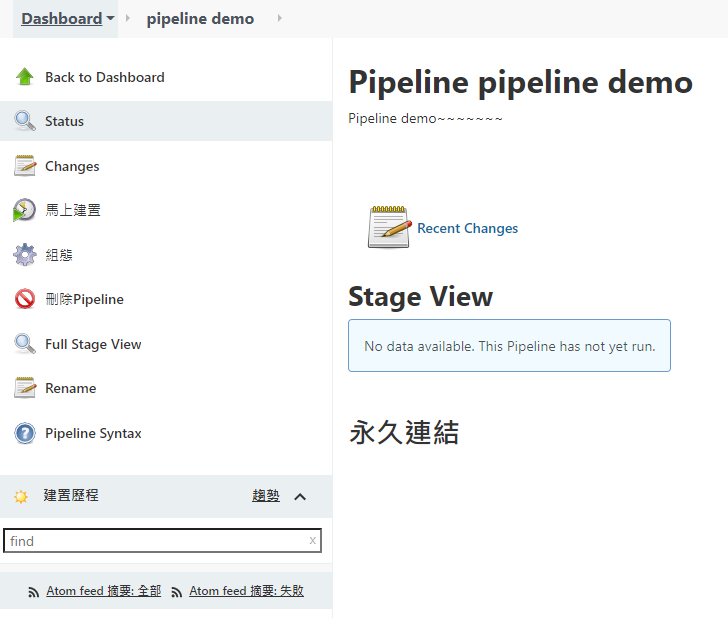 Dashboard pipeline demo
Back to Dashboard
Status
Changes
馬上建置
組態
刪除Pipeline
Full Stage View
Rename
Pipeline Syntax
建置歷程 趨勢
find x
Atom feed 摘要: 全部 Atom feed 摘要: 失敗
Pipeline pipeline demo
Pipeline demo~~~~~~~
Recent Changes
Stage View
No data available. This Pipeline has not yet run.
永久連結